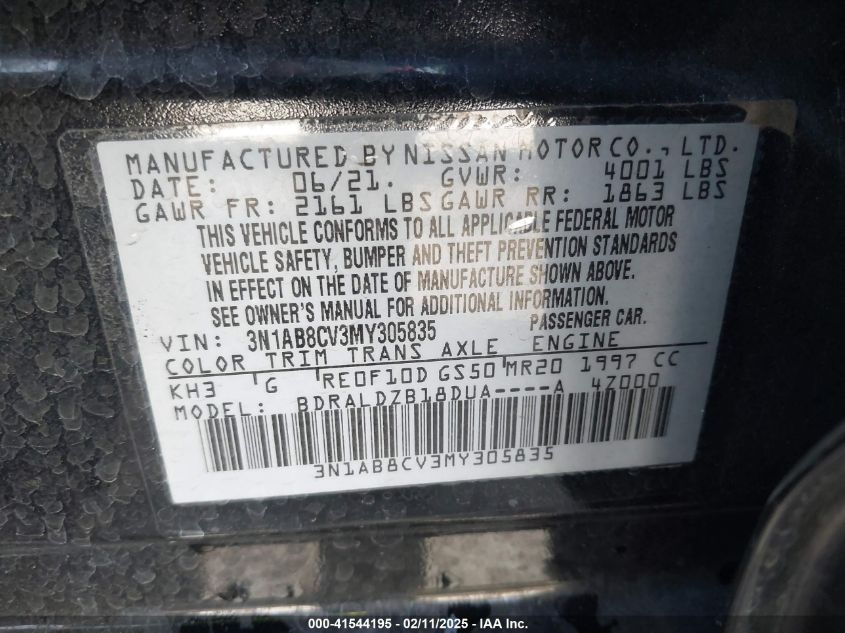 MANUFACTURED BY NISSAN MOTOR CO., LTD.
DATE: 06/21. GVWR: 4001 LBS
GAWR FR: 2161 LBS GAWR RR: 1863 LBS
THIS VEHICLE CONFORMS TO ALL APPLICABLE FEDERAL MOTOR
VEHICLE SAFETY, BUMPER AND THEFT PREVENTION STANDARDS
IN EFFECT ON THE DATE OF MANUFACTURE SHOWN ABOVE.
SEE OWNER'S MANUAL FOR ADDITIONAL INFORMATION.
VIN: 3N1AB8CV3MY305835 PASSENGER CAR.
COLOR TRIM TRANS AXLE ENGINE
KH3 G RE0F10D GS50 MR20 1997 CC
MODEL: BDRALDZB18DUA----A 4Z000
3N1AB8CV3MY305835
000-41544195 - 02/11/2025 - IAA Inc.